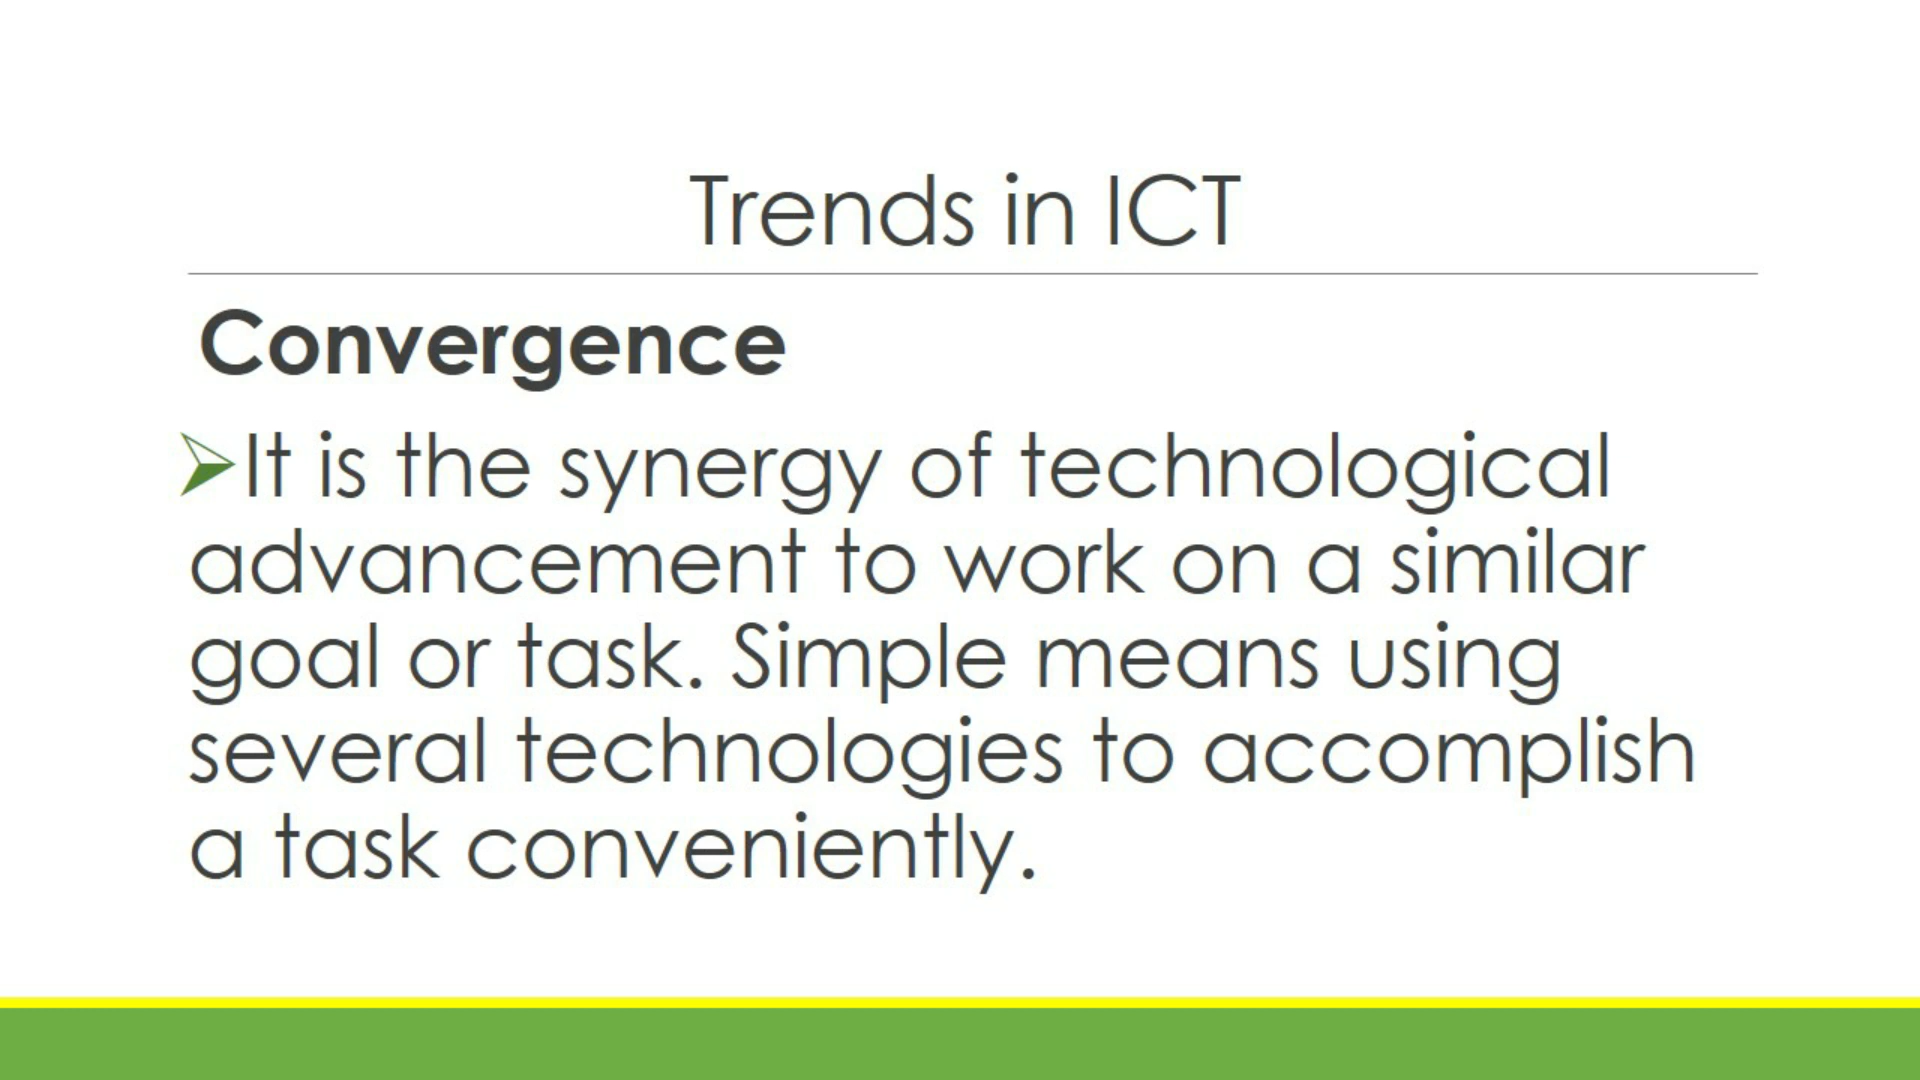 Trends in ICT
Convergence
It is the synergy of technological
advancement to work on a similar
goal or task. Simple means using
several technologies to accomplish
a task conveniently.